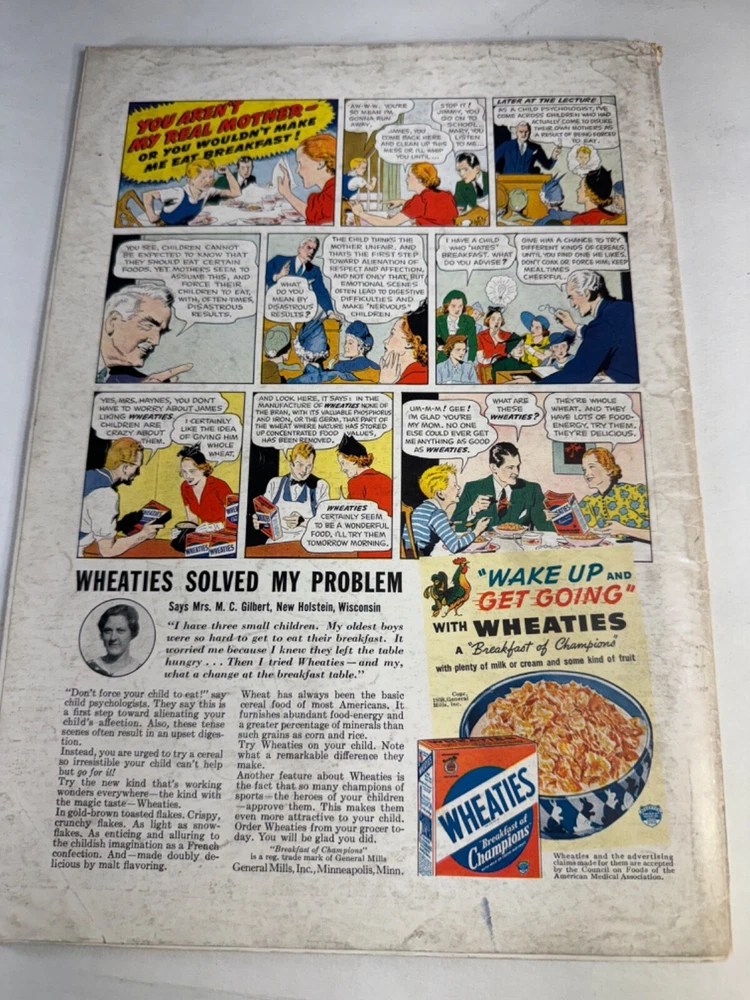 YOU AREN'T
MY REAL MOTHER—
OR YOU WOULDN'T MAKE
ME EAT BREAKFAST!
AW-W-W, YOU'RE
SO MEAN I'M
GONNA RUN
AWAY.
JAMES, YOU
COME BACK HERE
AND CLEAN UP THIS
MESS OR I'LL WHIP
YOU UNTIL...
STOP IT!
JIMMY, YOU
GO ON TO
SCHOOL.
MARY, YOU
LISTEN
TO ME...
LATER AT THE LECTURE
AS A CHILD PSYCHOLOGIST, I'VE
COME ACROSS CHILDREN WHO HAD
ACTUALLY COME TO DISLIKE
THEIR OWN MOTHERS AS
A RESULT OF BEING FORCED
TO EAT.
YOU SEE, CHILDREN CANNOT
BE EXPECTED TO KNOW THAT
THEY SHOULD EAT CERTAIN
FOODS. YET MOTHERS SEEM TO
ASSUME THIS, AND
FORCE THEIR
CHILDREN TO EAT,
WITH, OFTEN-TIMES,
DISASTROUS
RESULTS.
WHAT DO
YOU MEAN BY
DISASTROUS
RESULTS?
THE CHILD THINKS THE
MOTHER UNFAIR, AND
THAT'S THE FIRST STEP
TOWARD ALIENATION OF
RESPECT AND AFFECTION,
AND NOT ONLY THAT, BUT
EMOTIONAL SCENES
OFTEN LEAD TO DIGESTIVE
DIFFICULTIES AND
MAKE "NERVOUS"
CHILDREN.
I HAVE A CHILD
WHO "HATES"
BREAKFAST. WHAT
DO YOU ADVISE?
GIVE HIM A CHANCE TO TRY
DIFFERENT KINDS OF CEREALS,
UNTIL YOU FIND ONE HE LIKES.
DON'T COAX OR FORCE HIM, KEEP
MEALTIMES
CHEERFUL.
YES, MRS. HAYNES, YOU DON'T
HAVE TO WORRY ABOUT JAMES
LIKING WHEATIES.
CHILDREN ARE
CRAZY ABOUT
THEM.
I CERTAINLY
LIKE THE IDEA
OF GIVING HIM
WHOLE
WHEAT.
WHEATIES WHEATIES
AND LOOK HERE, IT SAYS: IN THE
MANUFACTURE OF WHEATIES NONE OF
THE BRAN, WITH ITS VALUABLE PHOSPHORUS
AND IRON, OR THE GERM, THAT PART OF
THE WHEAT WHERE NATURE HAS STORED
UP CONCENTRATED FOOD VALUES,
HAS BEEN REMOVED.
WHEATIES
CERTAINLY SEEM
TO BE A WONDERFUL
FOOD. I'LL TRY THEM
TOMORROW MORNING.
UM-M-M! GEE!
I'M GLAD YOU'RE
MY MOM. NO ONE
ELSE COULD EVER GET
ME ANYTHING AS GOOD
AS WHEATIES.
WHAT ARE
THESE
WHEATIES?
THEY'RE WHOLE
WHEAT, AND THEY
HAVE LOTS OF FOOD-
ENERGY. TRY THEM.
THEY'RE DELICIOUS.
WHEATIES SOLVED MY PROBLEM
Says Mrs. M. C. Gilbert, New Holstein, Wisconsin
"I have three small children. My oldest boys
were so hard to get to eat their breakfast. It
worried me because I knew they left the table
hungry . . . Then I tried Wheaties—and my,
what a change at the breakfast table."
"Don't force your child to eat!" say
child psychologists. They say this is
a first step toward alienating your
child's affection. Also, these tense
scenes often result in an upset diges-
tion.
Instead, you are urged to try a cereal
so irresistible your child can't help
but go for it!
Try the new kind that's working
wonders everywhere—the kind with
the magic taste—Wheaties.
In gold-brown toasted flakes. Crispy,
crunchy flakes. As light as snow-
flakes. As enticing and alluring to
the childish imagination as a French
confection. And—made doubly de-
licious by malt flavoring.
Wheat has always been the basic
cereal food of most Americans. It
furnishes abundant food-energy and
a greater percentage of minerals than
such grains as corn and rice.
Try Wheaties on your child. Note
what a remarkable difference they
make.
Another feature about Wheaties is
the fact that so many champions of
sports—the heroes of your children
—approve them. This makes them
even more attractive to your child.
Order Wheaties from your grocer to-
day. You will be glad you did.
"Breakfast of Champions"
is a reg. trade mark of General Mills
General Mills, Inc., Minneapolis, Minn.
"WAKE UP AND
GET GOING"
WITH WHEATIES
A "Breakfast of Champions"
with plenty of milk or cream and some kind of fruit
Copr.
1938, General
Mills, Inc.
WHEATIES
"Breakfast of
Champions"
Wheaties and the advertising
claims made for them are accepted
by the Council on Foods of the
American Medical Association.